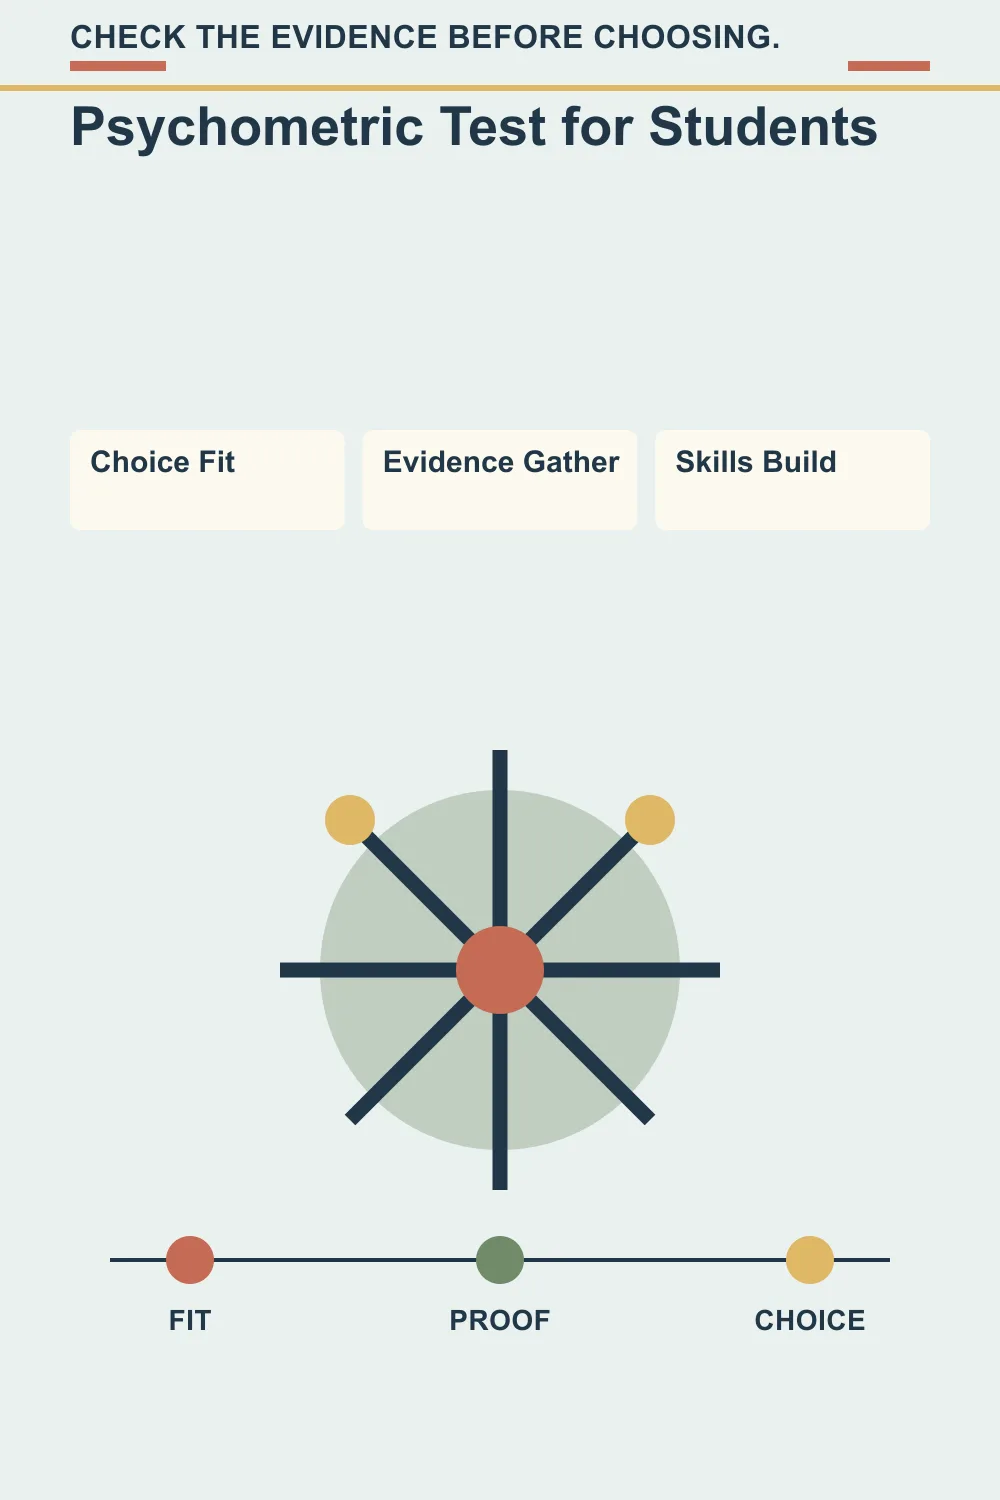 CHECK THE EVIDENCE BEFORE CHOOSING.
Psychometric Test for Students
Choice Fit
Evidence Gather
Skills Build
FIT
PROOF
CHOICE